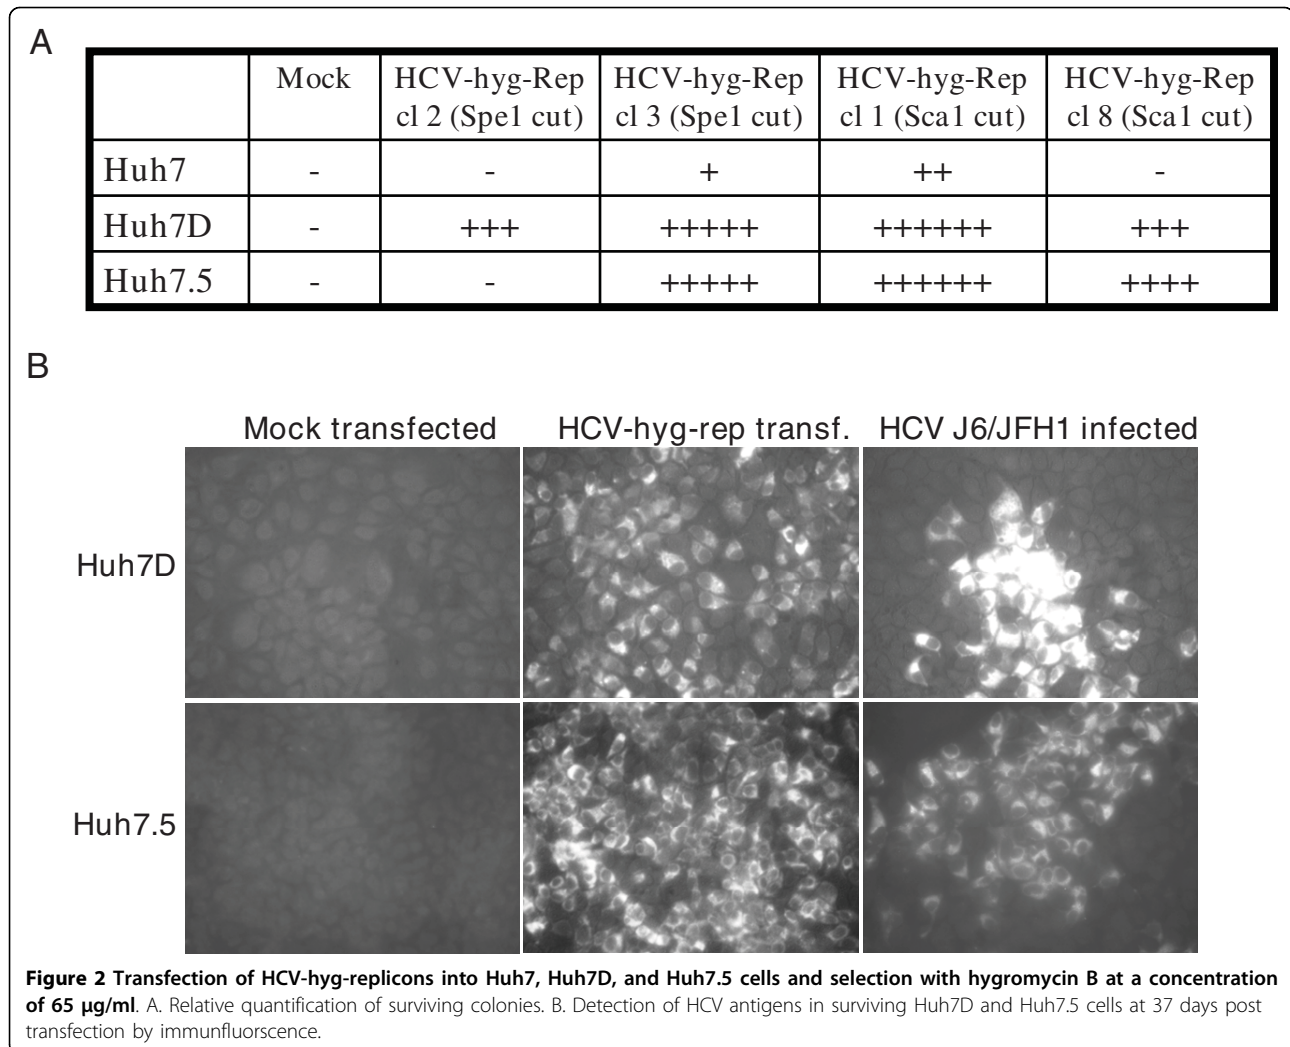 A
Mock HCV-hyg-Rep HCV-hyg-Rep HCV-hyg-Rep HCV-hyg-Rep
cl 2 (Spe1 cut) cl 3 (Spe1 cut) cl 1 (Sca1 cut) cl 8 (Sca1 cut)
Huh7 - - + ++ -
Huh7D - +++ +++++ ++++++ +++
Huh7.5 - - +++++ ++++++ ++++
B
Mock transfected HCV-hyg-rep transf. HCV J6/JFH1 infected
Huh7D
Huh7.5
Figure 2 Transfection of HCV-hyg-replicons into Huh7, Huh7D, and Huh7.5 cells and selection with hygromycin B at a concentration
of 65 μg/ml. A. Relative quantification of surviving colonies. B. Detection of HCV antigens in surviving Huh7D and Huh7.5 cells at 37 days post
transfection by immunfluorscence.